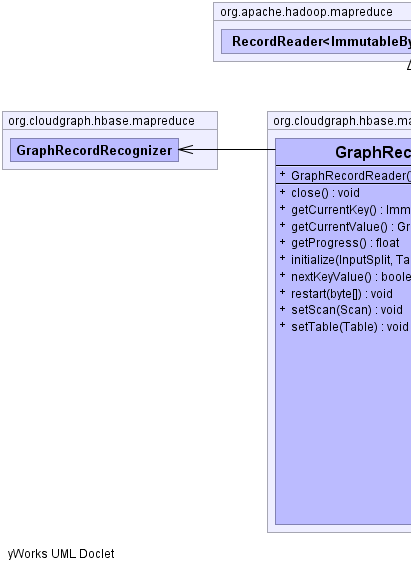 org.apache.hadoop.mapreduce
RecordReader<ImmutableBy
org.cloudgraph.hbase.mapreduce
GraphRecordRecognizer
org.cloudgraph.hbase.ma
GraphRec
+ GraphRecordReader(
+ close() : void
+ getCurrentKey() : Imm
+ getCurrentValue() : Gr
+ getProgress() : float
+ initialize(InputSplit, Ta
+ nextKeyValue() : boole
+ restart(byte[]) : void
+ setScan(Scan) : void
+ setTable(Table) : void
yWorks UML Doclet